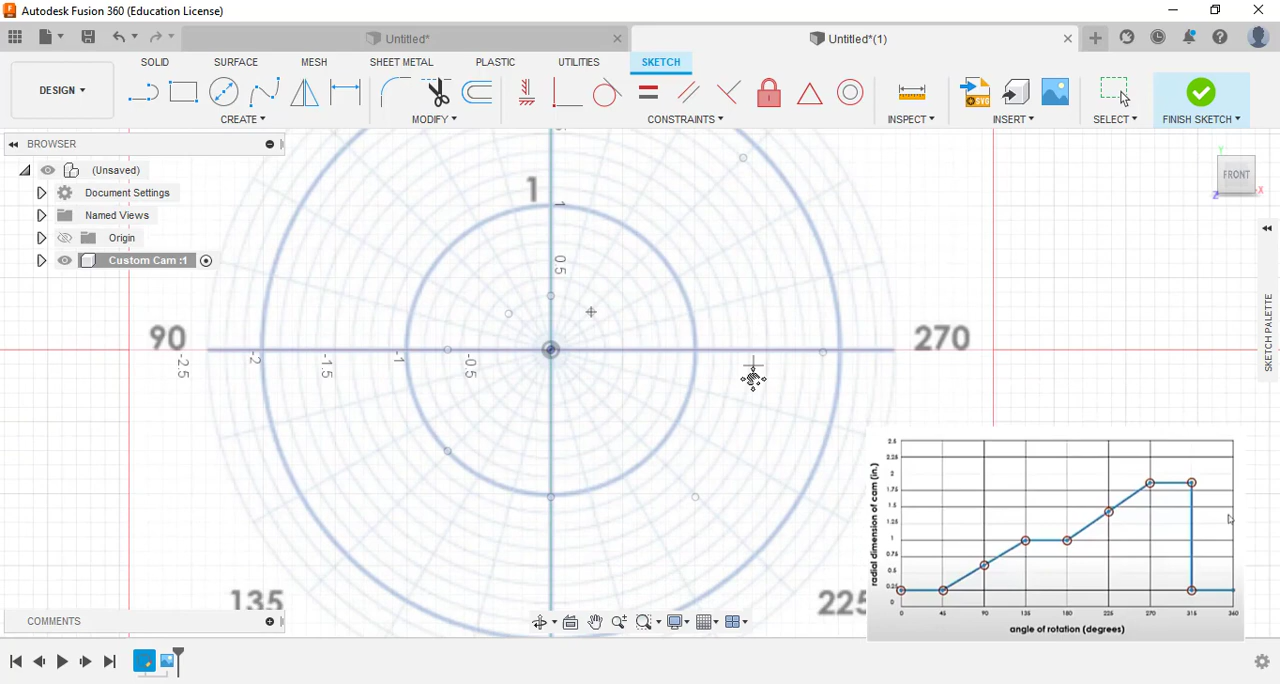 Autodesk Fusion 360 (Education License)
Untitled*
Untitled*(1)
DESIGN
SOLID SURFACE MESH SHEET METAL PLASTIC UTILITIES SKETCH
CREATE MODIFY CONSTRAINTS INSPECT INSERT SELECT FINISH SKETCH
BROWSER
(Unsaved)
Document Settings
Named Views
Origin
Custom Cam :1
FRONT
Y
X
Z
SKETCH PALETTE
1
1
0.5
90
270
-2.5
-2
-1.5
-1
-0.5
135
225
radial dimension of cam (in.)
2.5
2.25
2
1.75
1.5
1.25
1
0.75
0.5
0.25
0
0 45 90 135 180 225 270 315 360
angle of rotation (degrees)
COMMENTS